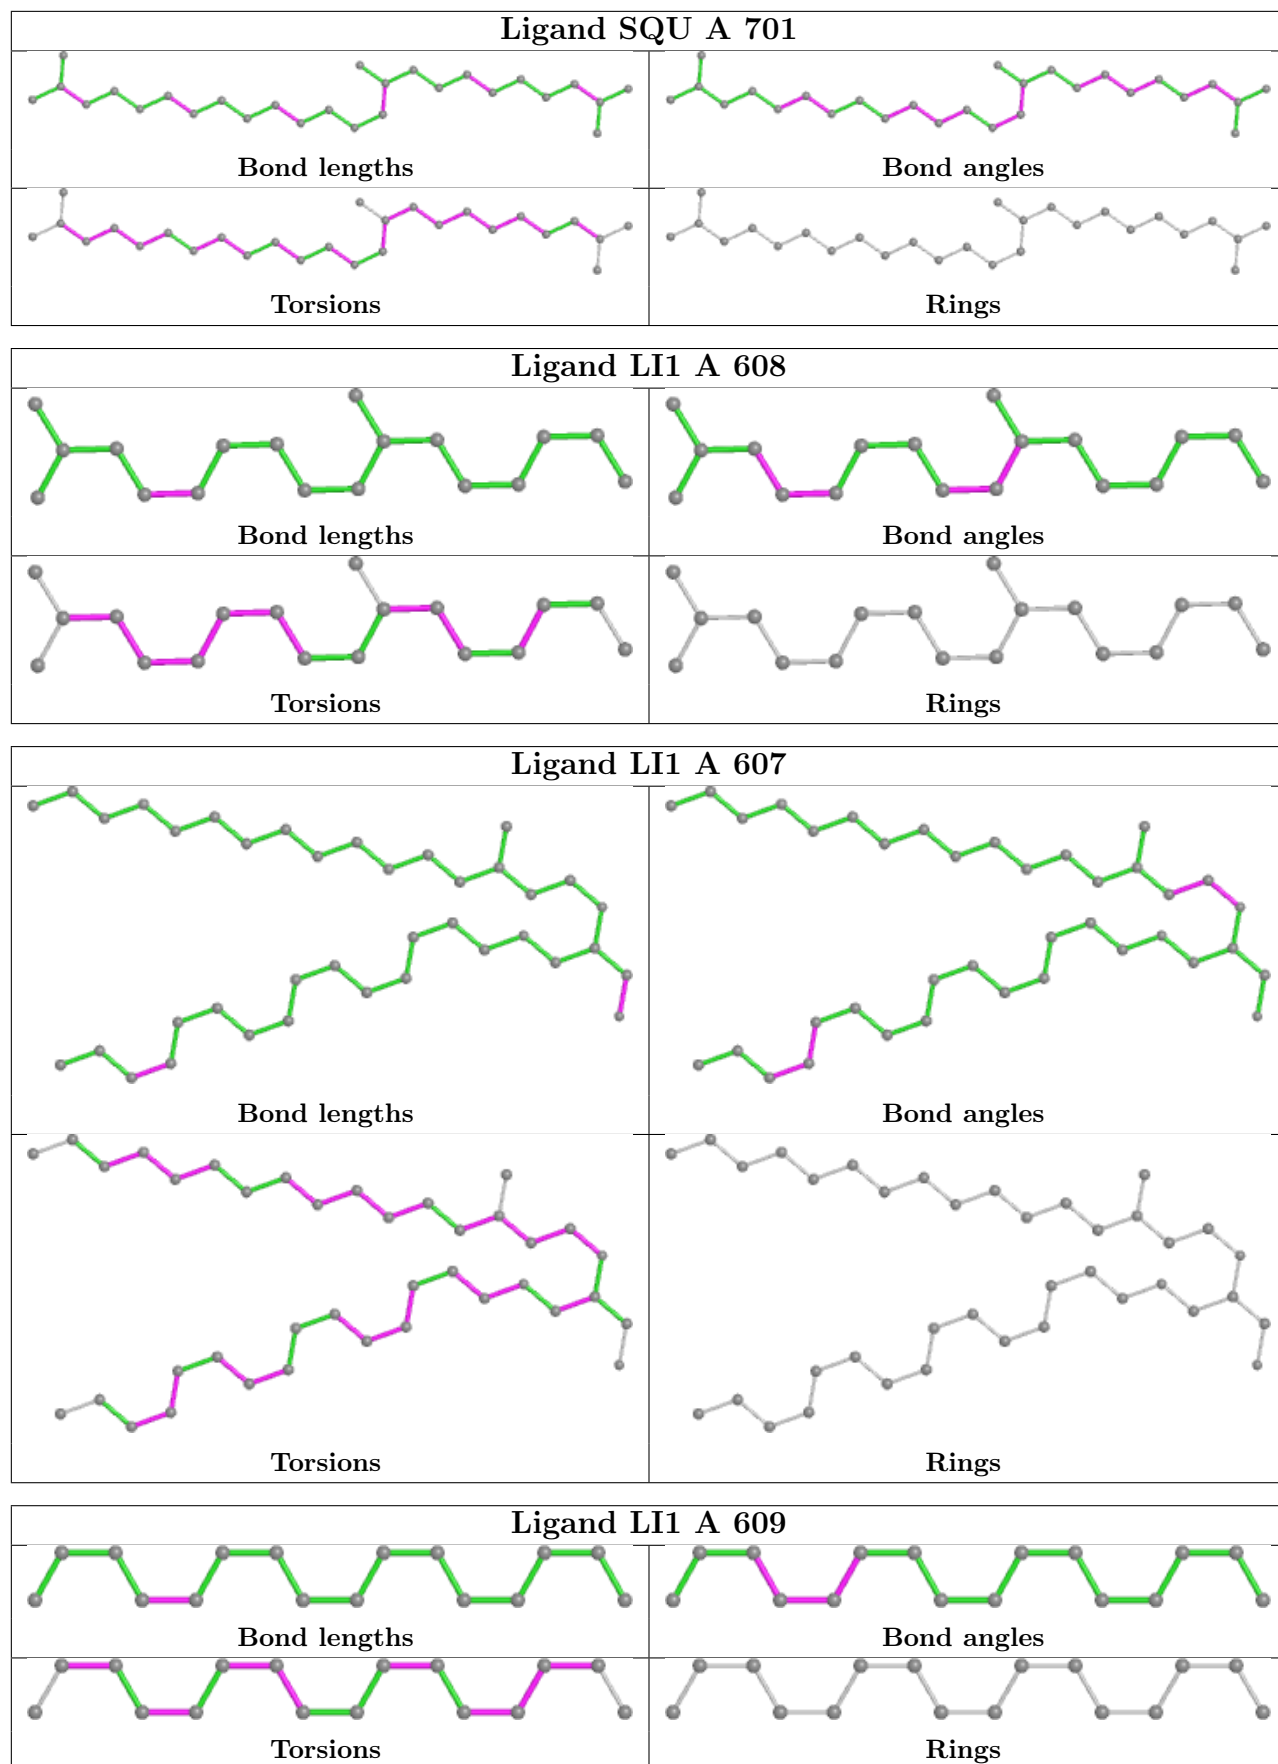 Ligand SQU A 701
Bond lengths
Bond angles
Torsions
Rings
Ligand LI1 A 608
Bond lengths
Bond angles
Torsions
Rings
Ligand LI1 A 607
Bond lengths
Bond angles
Torsions
Rings
Ligand LI1 A 609
Bond lengths
Bond angles
Torsions
Rings